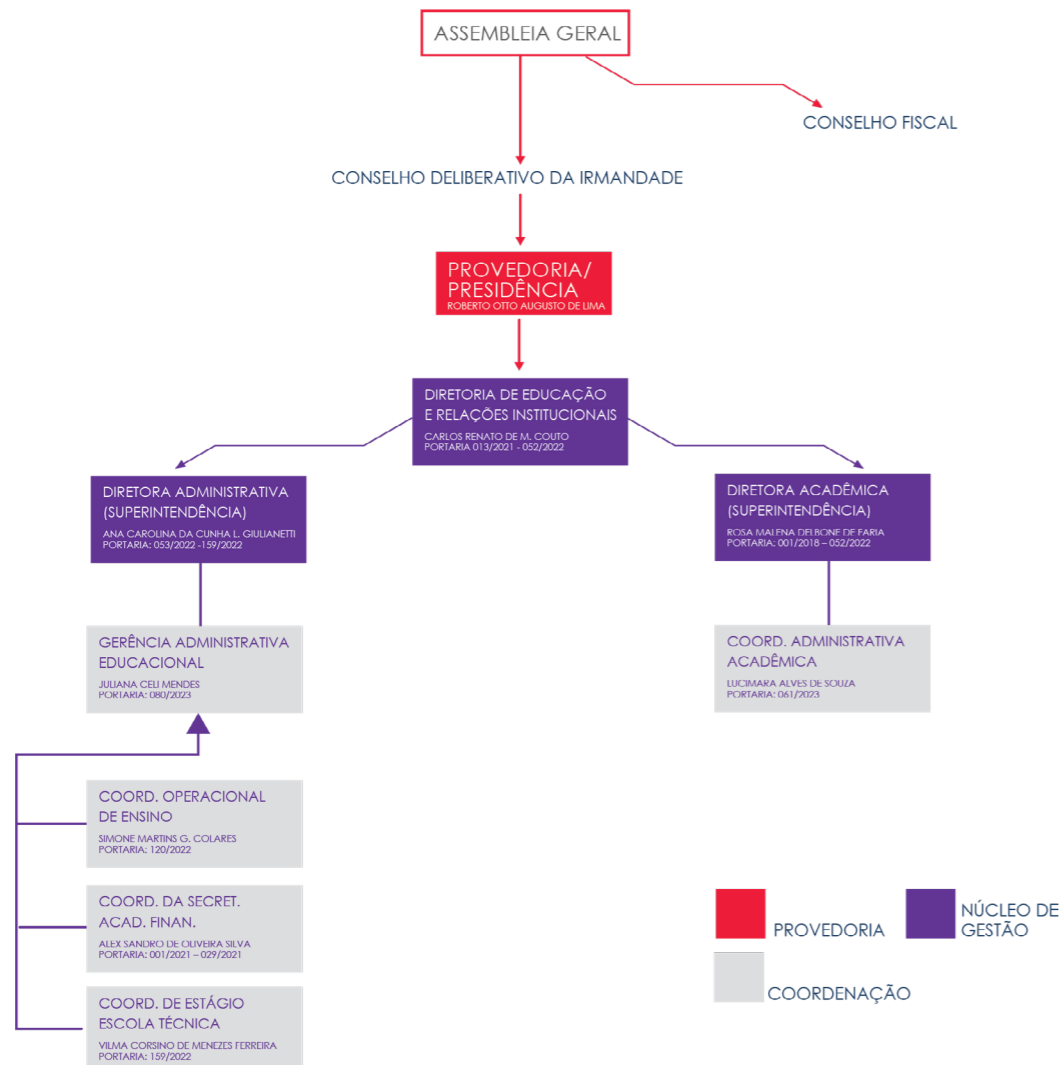 ASSEMBLEIA GERAL
CONSELHO FISCAL
CONSELHO DELIBERATIVO DA IRMANDADE
PROVEDORIA/
PRESIDÊNCIA
ROBERTO OTTO AUGUSTO DE LIMA
DIRETORIA DE EDUCAÇÃO
E RELAÇÕES INSTITUCIONAIS
CARLOS RENATO DE M. COUTO
PORTARIA 013/2021 - 052/2022
DIRETORA ADMINISTRATIVA
(SUPERINTENDÊNCIA)
ANA CAROLINA DA CUNHA L. GIULIANETTI
PORTARIA: 053/2022 -159/2022
DIRETORA ACADÊMICA
(SUPERINTENDÊNCIA)
ROSA MALENA DELBONE DE FARIA
PORTARIA: 001/2018 – 052/2022
GERÊNCIA ADMINISTRATIVA
EDUCACIONAL
JULIANA CELI MENDES
PORTARIA: 080/2023
COORD. ADMINISTRATIVA
ACADÊMICA
LUCIMARA ALVES DE SOUZA
PORTARIA: 061/2023
COORD. OPERACIONAL
DE ENSINO
SIMONE MARTINS G. COLARES
PORTARIA: 120/2022
COORD. DA SECRET.
ACAD. FINAN.
ALEX SANDRO DE OLIVEIRA SILVA
PORTARIA: 001/2021 – 029/2021
COORD. DE ESTÁGIO
ESCOLA TÉCNICA
VILMA CORSINO DE MENEZES FERREIRA
PORTARIA: 159/2022
PROVEDORIA
NÚCLEO DE
GESTÃO
COORDENAÇÃO